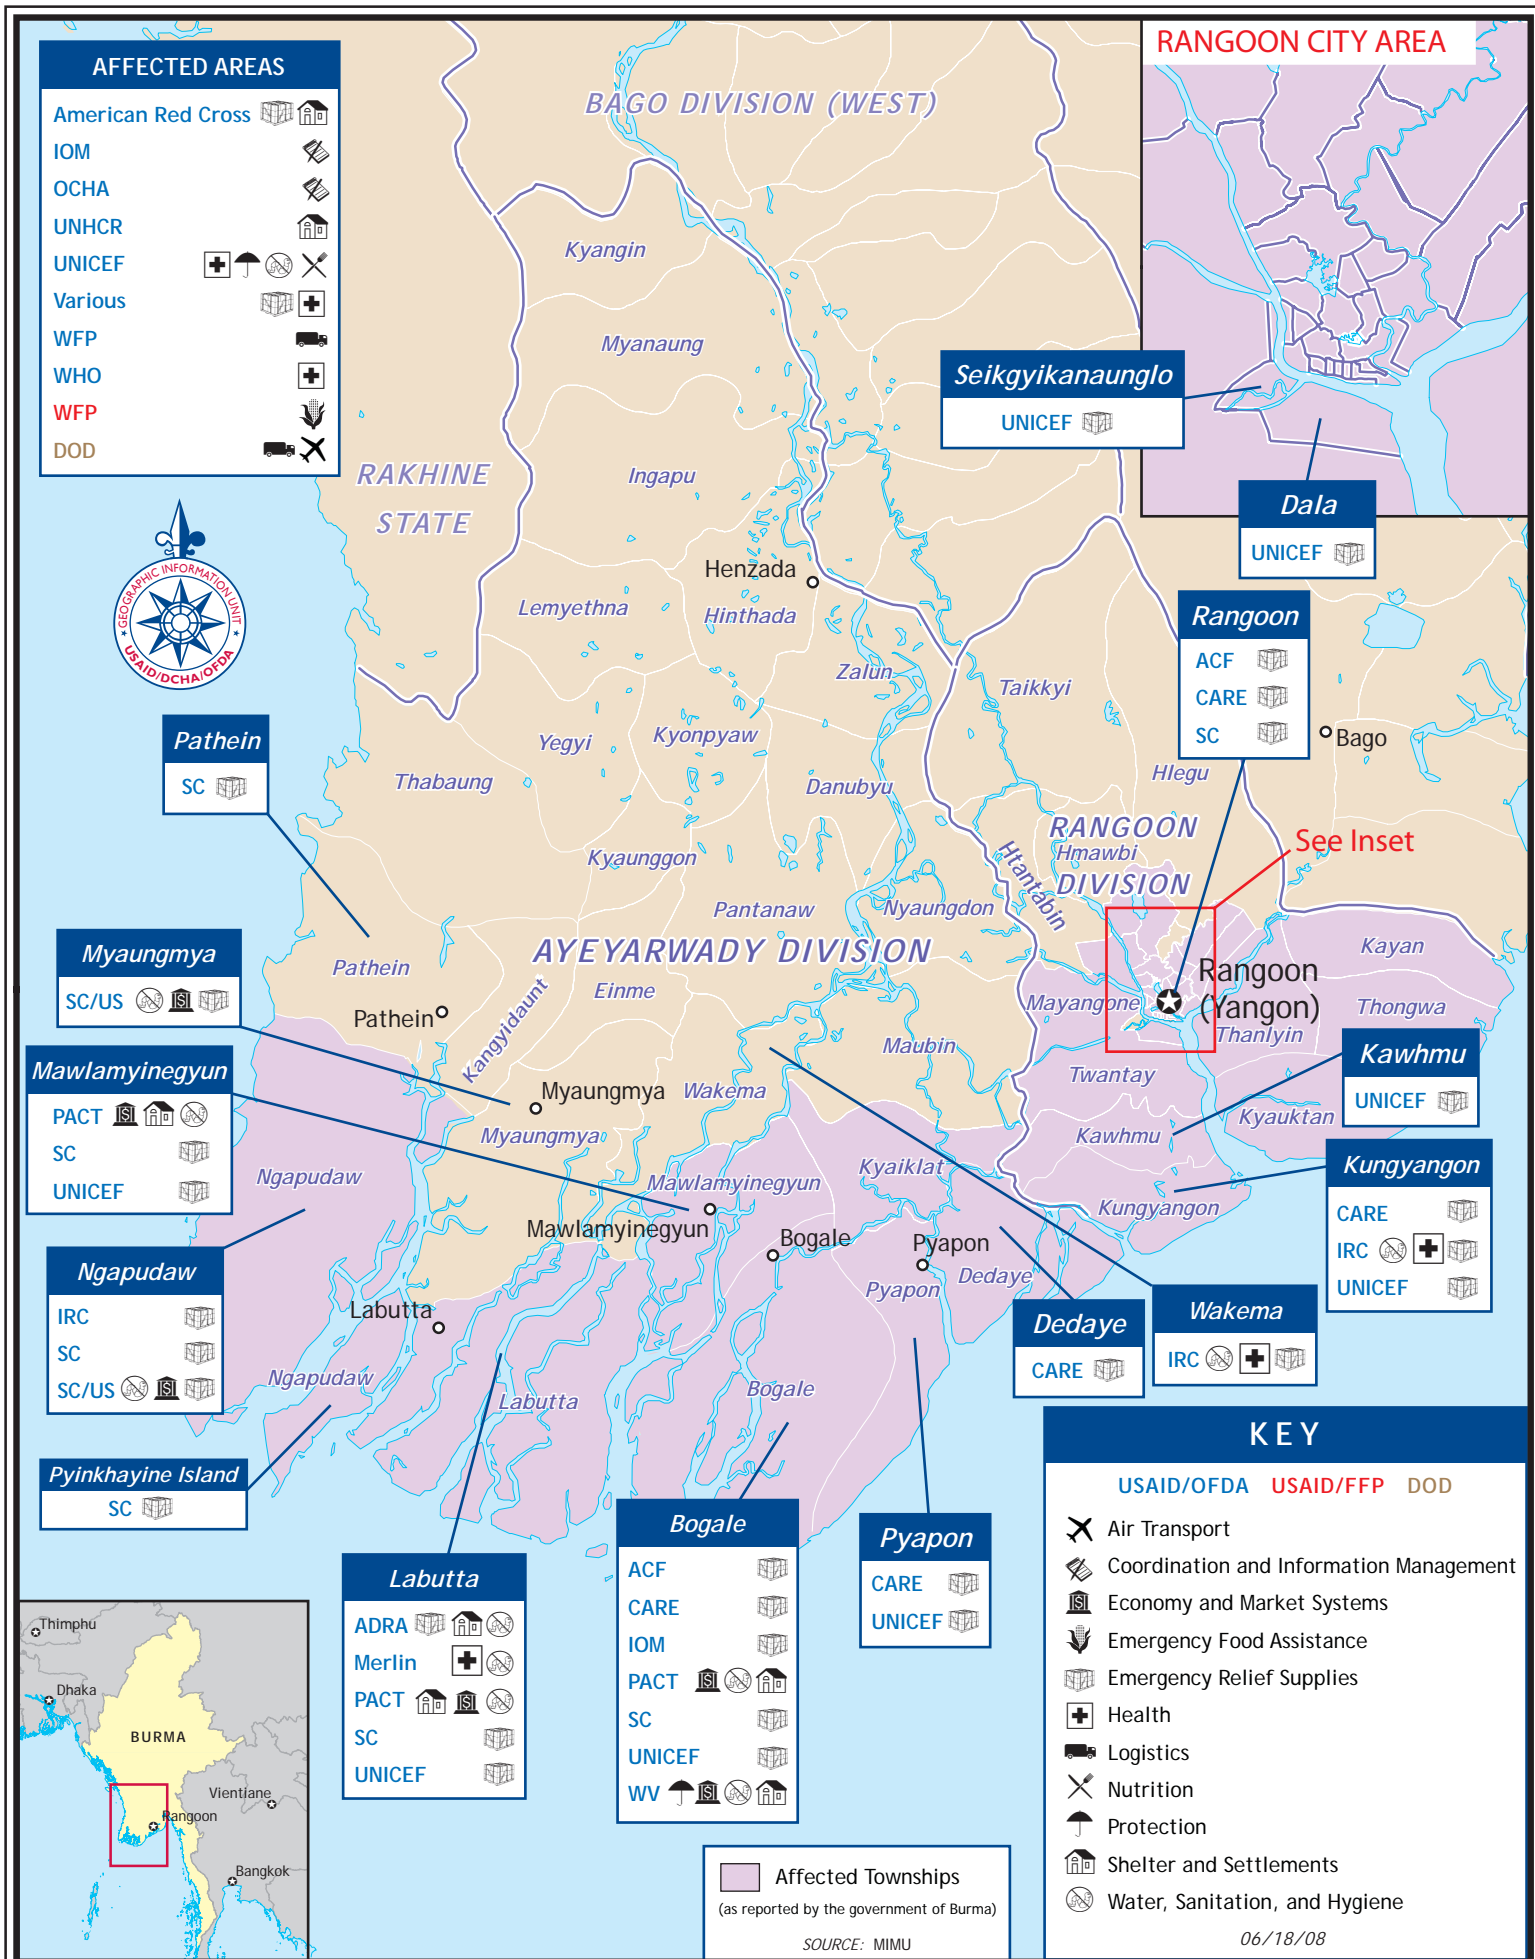 AFFECTED AREAS
American Red Cross
IOM
OCHA
UNHCR
UNICEF
Various
WFP
WHO
WFP
DOD
GEOGRAPHIC INFORMATION UNIT
USAID/DCHA/OFDA
RANGOON CITY AREA
BAGO DIVISION (WEST)
Kyangin
Myanaung
Seikgyikanaunglo
UNICEF
RAKHINE
STATE
Ingapu
Dala
UNICEF
Henzada
Lemyethna
Hinthada
Rangoon
ACF
CARE
SC
Zalun
Taikkyi
Pathein
SC
Yegyi
Kyonpyaw
Bago
Thabaung
Danubyu
Hlegu
RANGOON
Hmawbi
DIVISION
See Inset
Kyaunggon
Htantabin
Pantanaw
Nyaungdon
AYEYARWADY DIVISION
Myaungmya
SC/US
Pathein
Kayan
Einme
Rangoon
(Yangon)
Mayangone
Thongwa
Pathein
Kangyidaunt
Thanlyin
Maubin
Mawlamyinegyun
PACT
SC
UNICEF
Kawhmu
UNICEF
Twantay
Myaungmya
Wakema
Kyauktan
Myaungmya
Kawhmu
Kyaiklat
Kungyangon
CARE
IRC
UNICEF
Ngapudaw
Mawlamyinegyun
Kungyangon
Mawlamyinegyun
Bogale
Pyapon
Ngapudaw
IRC
SC
SC/US
Pyapon
Dedaye
Labutta
Dedaye
CARE
Wakema
IRC
Ngapudaw
Labutta
Bogale
Pyinkhayine Island
SC
Labutta
ADRA
Merlin
PACT
SC
UNICEF
Bogale
ACF
CARE
IOM
PACT
SC
UNICEF
WV
Pyapon
CARE
UNICEF
KEY
USAID/OFDA USAID/FFP DOD
Air Transport
Coordination and Information Management
Economy and Market Systems
Emergency Food Assistance
Emergency Relief Supplies
Health
Logistics
Nutrition
Protection
Shelter and Settlements
Water, Sanitation, and Hygiene
06/18/08
Thimphu
Dhaka
BURMA
Vientiane
Rangoon
Bangkok
Affected Townships
(as reported by the government of Burma)
SOURCE: MIMU